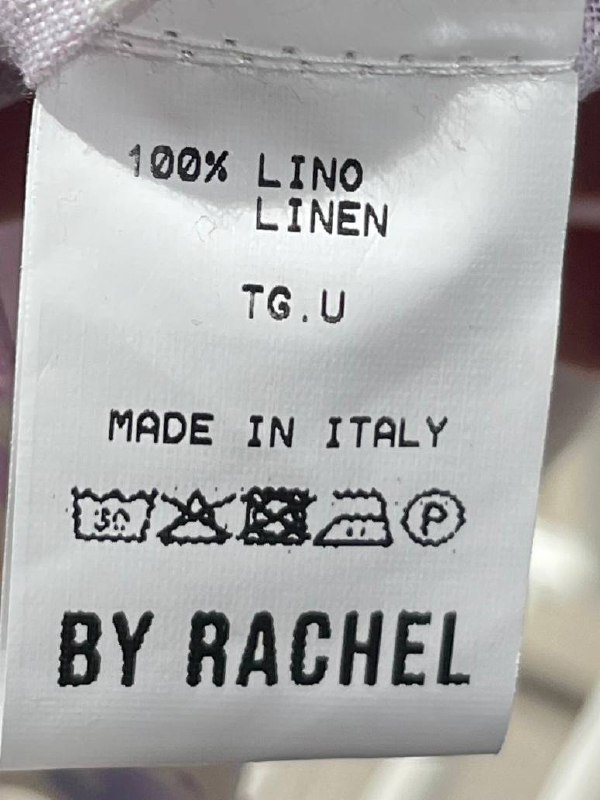 100% LINO
LINEN
TG.U
MADE IN ITALY
30 P
BY RACHEL